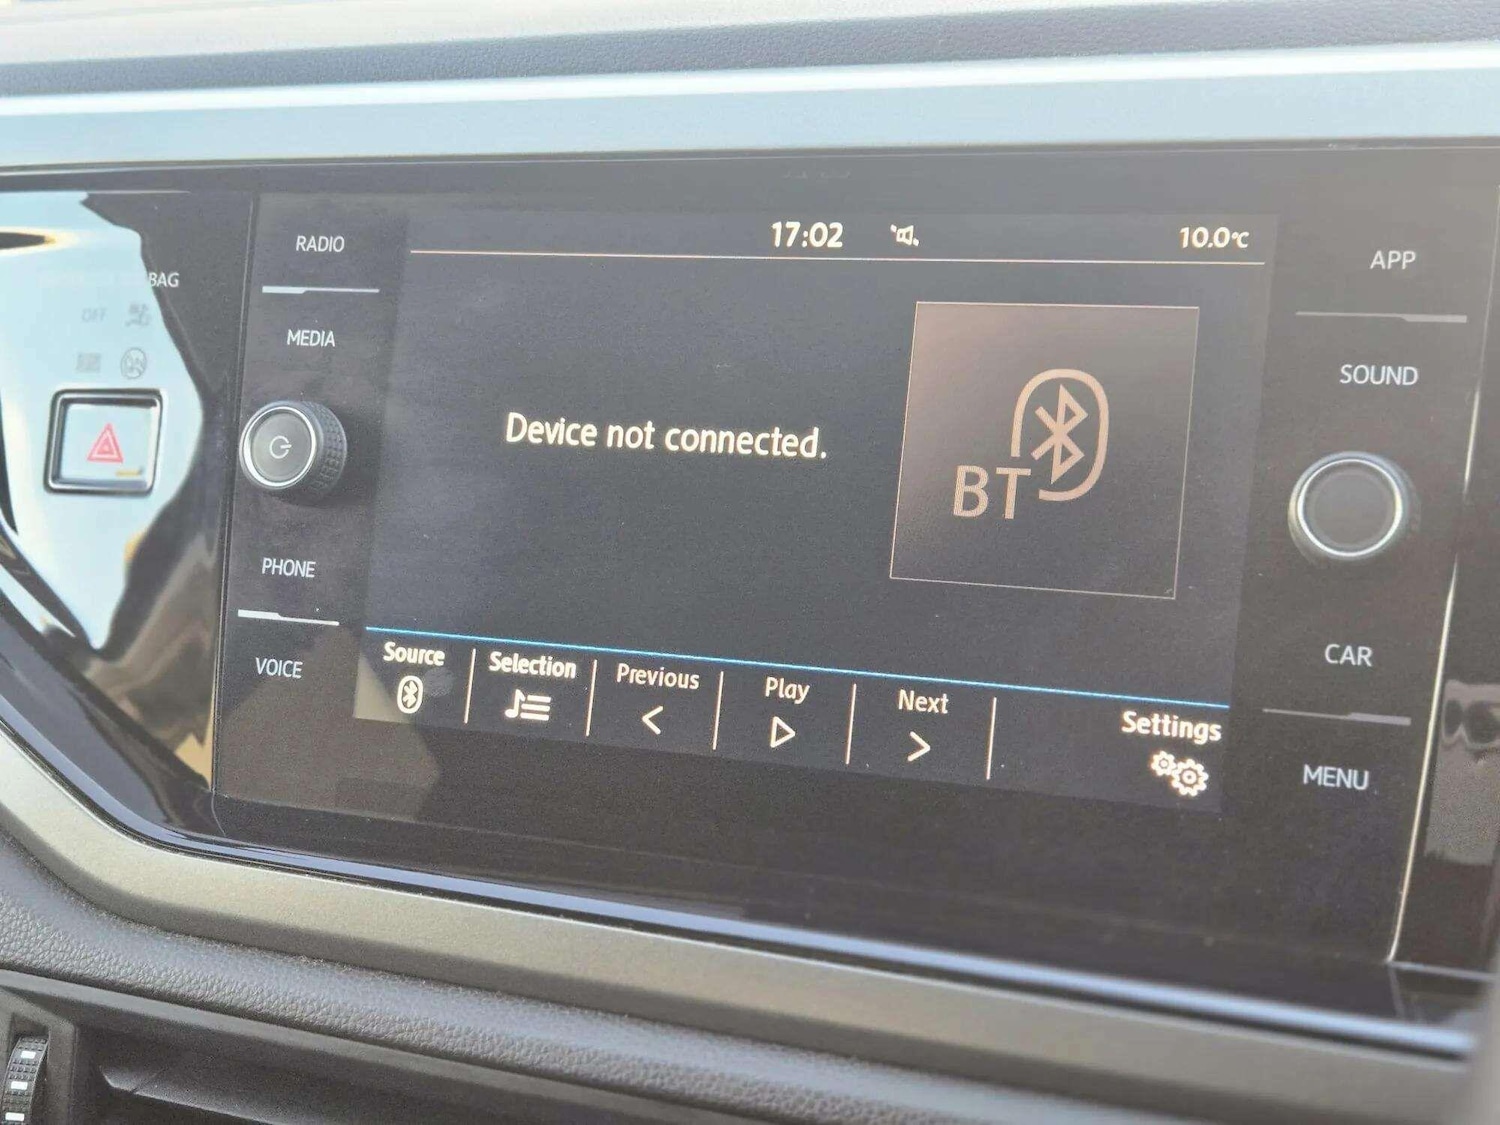 RADIO
MEDIA
PHONE
VOICE
BAG
OFF
17:02
10.0°C
Device not connected.
BT
Source
Selection
Previous
Play
Next
Settings
APP
SOUND
CAR
MENU